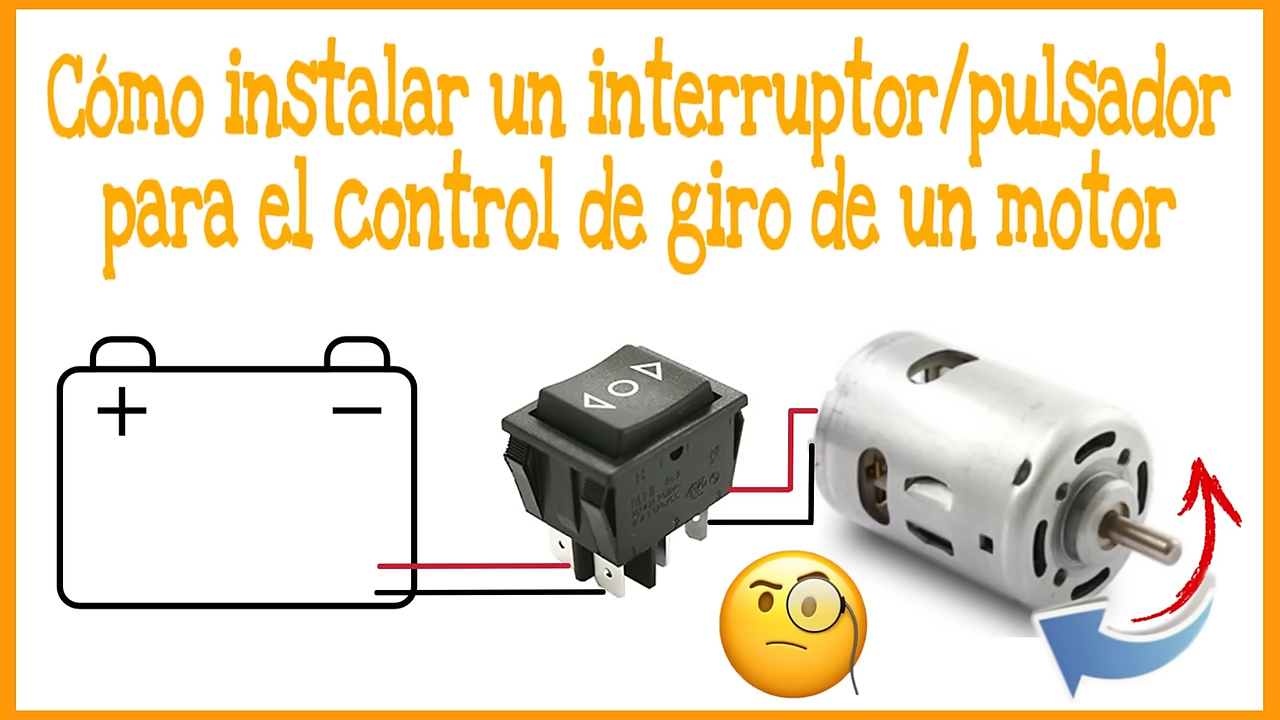 Cómo instalar un interruptor/pulsador
para el control de giro de un motor
+ −